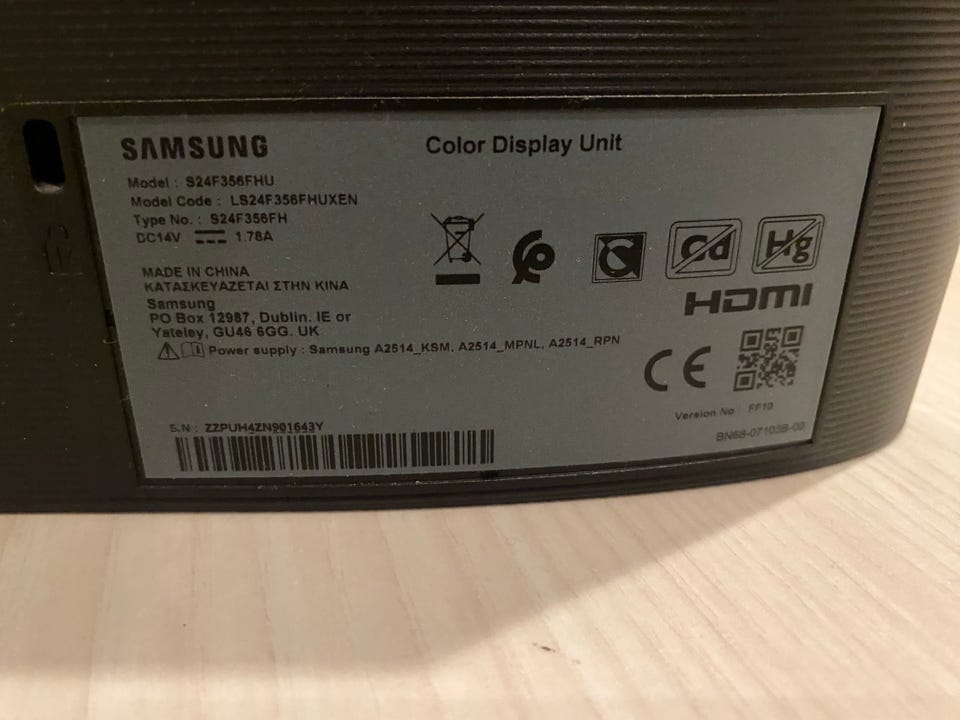 SAMSUNG
Color Display Unit
Model : S24F356FHU
Model Code : LS24F356FHUXEN
Type No. : S24F356FH
DC14V 1.78A
MADE IN CHINA
ΚΑΤΑΣΚΕΥΑΖΕΤΑΙ ΣΤΗΝ ΚΙΝΑ
Samsung
PO Box 12987, Dublin. IE or
Yateley, GU46 6GG. UK
Power supply : Samsung A2514_KSM, A2514_MPNL, A2514_RPN
Cd
Hg
HDMI
CE
Version No FF10
S.N : ZZPUM4ZN901643Y
BN68-07103B-00